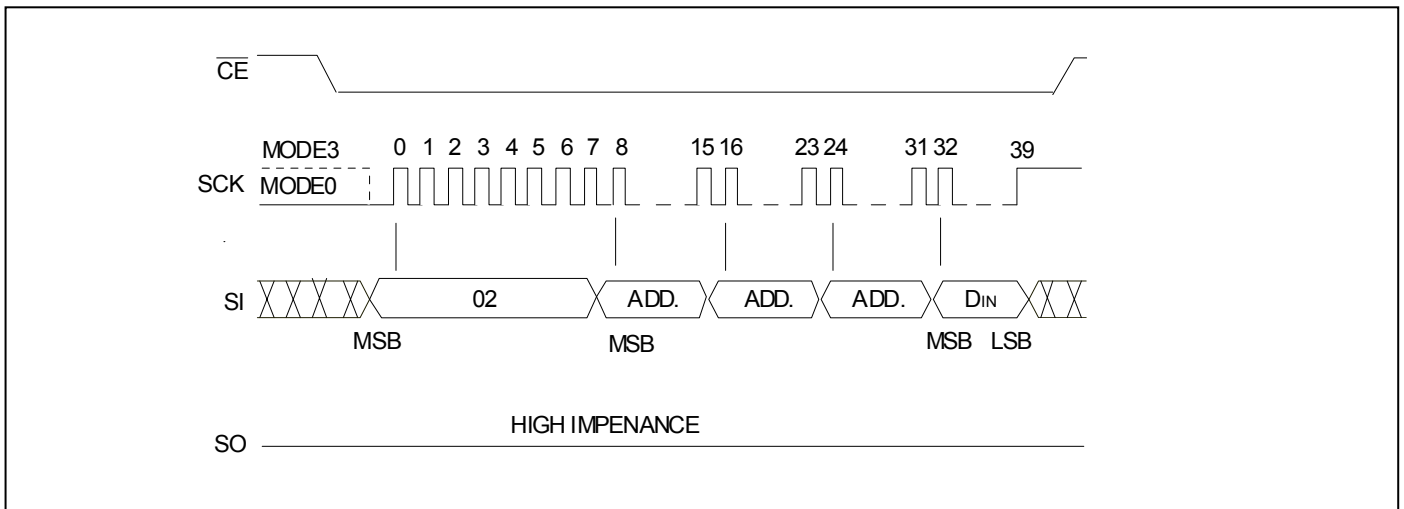 CE
MODE3 0 1 2 3 4 5 6 7 8 15 16 23 24 31 32 39
SCK MODE0
SI 02 ADD. ADD. ADD. DIN
MSB MSB MSB LSB
HIGH IMPENANCE
SO